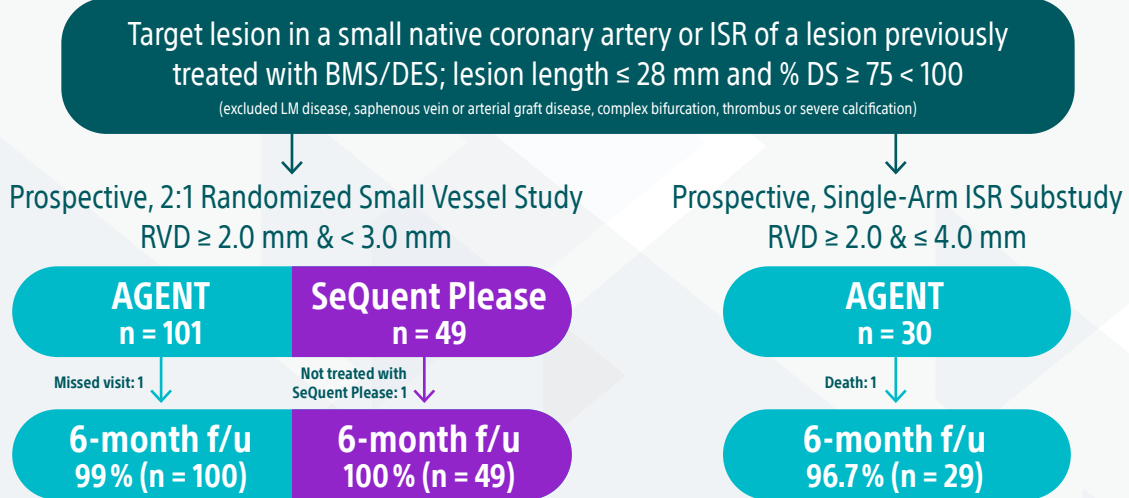 Target lesion in a small native coronary artery or ISR of a lesion previously
treated with BMS/DES; lesion length ≤ 28 mm and % DS ≥ 75 < 100
(excluded LM disease, saphenous vein or arterial graft disease, complex bifurcation, thrombus or severe calcification)
Prospective, 2:1 Randomized Small Vessel Study
RVD ≥ 2.0 mm & < 3.0 mm
AGENT
n = 101
SeQuent Please
n = 49
Missed visit: 1
Not treated with
SeQuent Please: 1
6-month f/u
99% (n = 100)
6-month f/u
100% (n = 49)
Prospective, Single-Arm ISR Substudy
RVD ≥ 2.0 & ≤ 4.0 mm
AGENT
n = 30
Death: 1
6-month f/u
96.7% (n = 29)